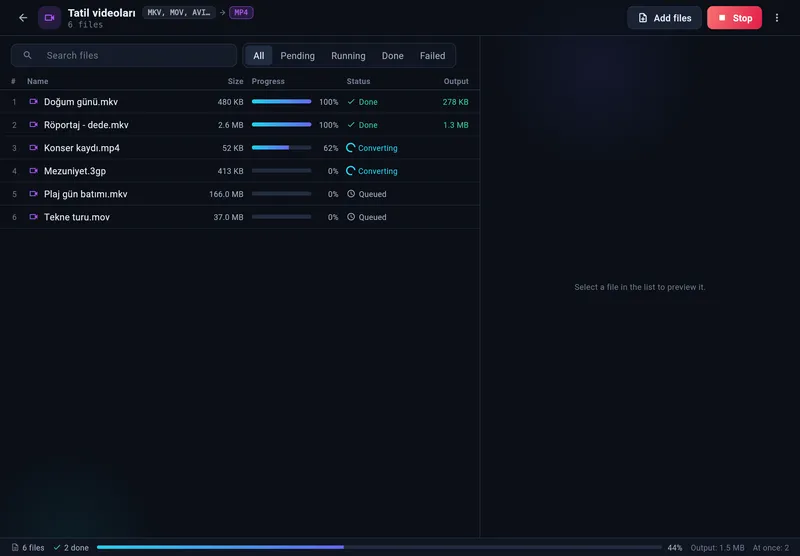 Tatil videoları MKV, MOV, AVI… → MP4
6 files
Add files
Stop
Search files
All Pending Running Done Failed
# Name Size Progress Status Output
1 Doğum günü.mkv 480 KB 100% Done 278 KB
2 Röportaj - dede.mkv 2.6 MB 100% Done 1.3 MB
3 Konser kaydı.mp4 52 KB 62% Converting
4 Mezuniyet.3gp 413 KB 0% Converting
5 Plaj gün batımı.mkv 166.0 MB 0% Queued
6 Tekne turu.mov 37.0 MB 0% Queued
Select a file in the list to preview it.
6 files 2 done 44% Output: 1.5 MB At once: 2